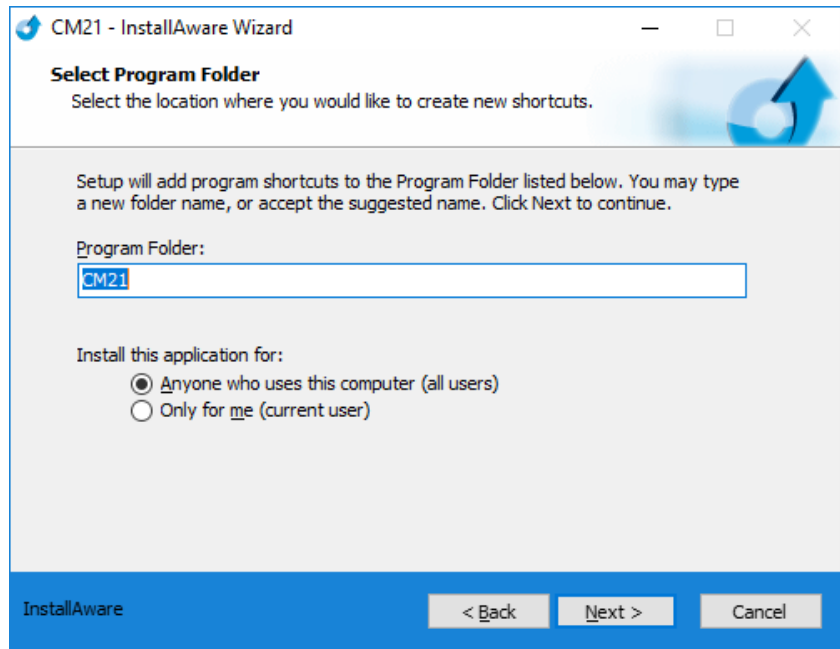 CM21 - InstallAware Wizard
Select Program Folder
Select the location where you would like to create new shortcuts.
Setup will add program shortcuts to the Program Folder listed below. You may type
a new folder name, or accept the suggested name. Click Next to continue.
Program Folder:
CM21
Install this application for:
Anyone who uses this computer (all users)
Only for me (current user)
InstallAware
< Back
Next >
Cancel